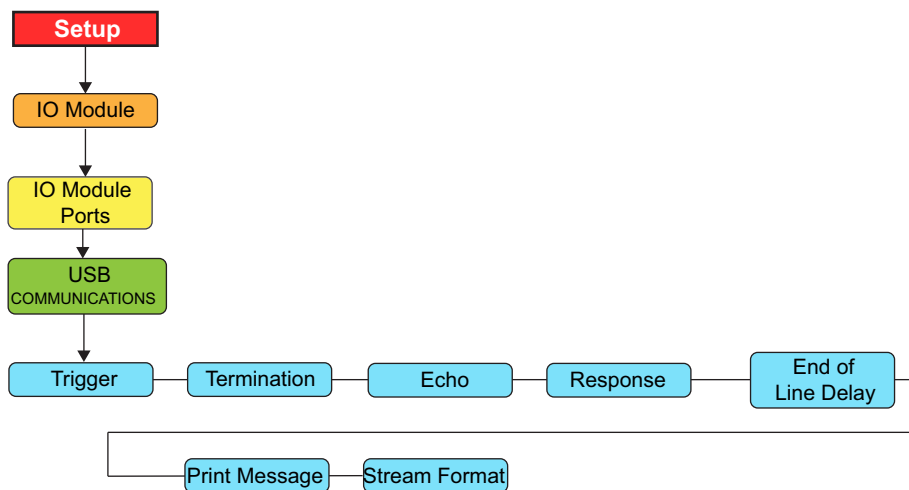 Setup
IO Module
IO Module
Ports
USB
COMMUNICATIONS
Trigger
Termination
Echo
Response
End of
Line Delay
Print Message
Stream Format